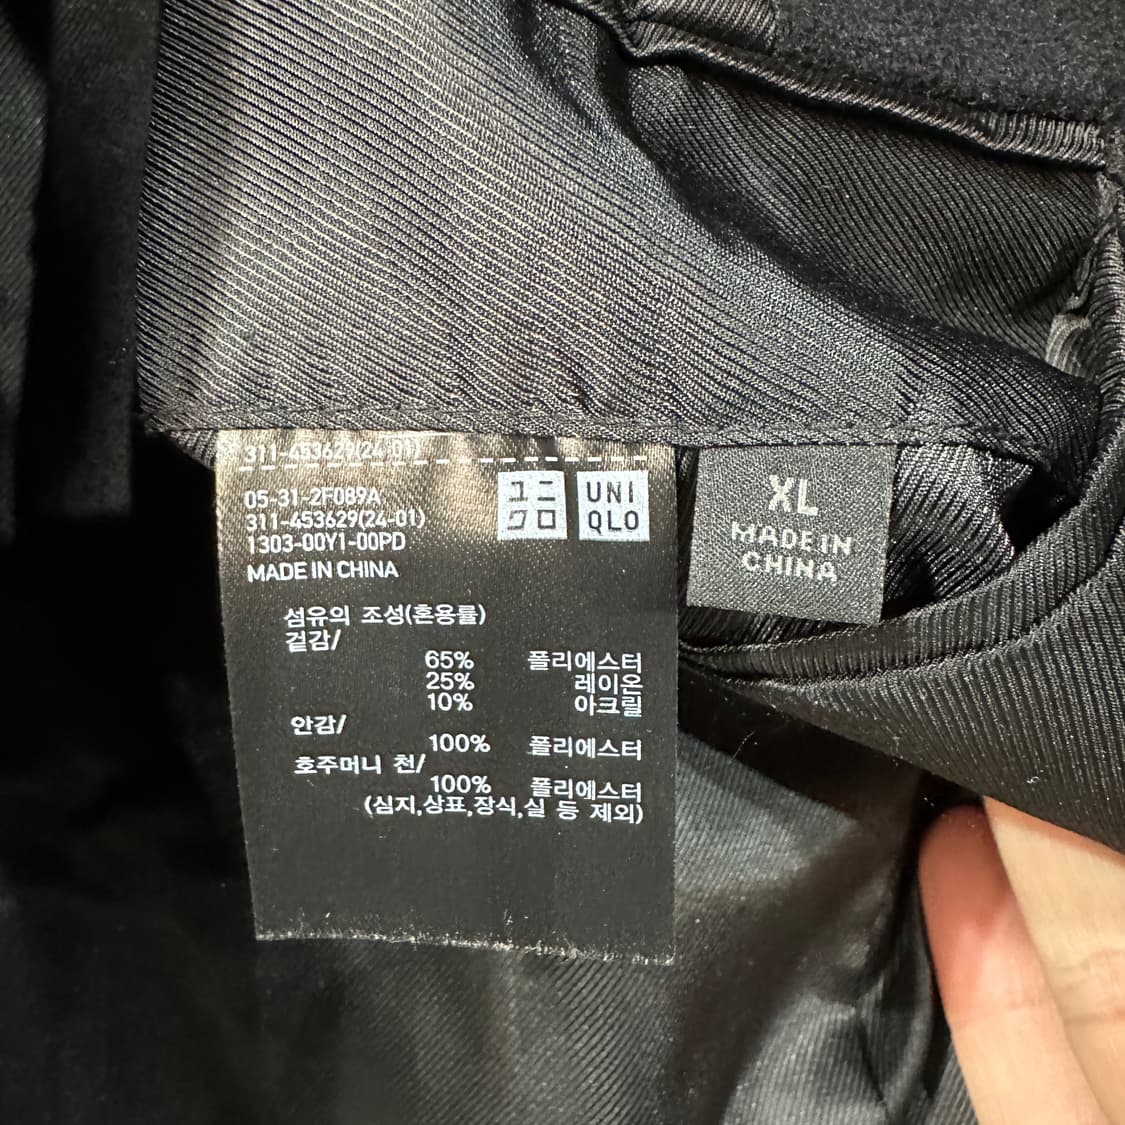 311-453629(24-01)
05-31-2F089A
311-453629(24-01)
1303-00Y1-00PD
MADE IN CHINA
ユニ
クロ
UNI
QLO
섬유의 조성(혼용률)
겉감/
65% 폴리에스터
25% 레이온
10% 아크릴
안감/
100% 폴리에스터
호주머니 천/
100% 폴리에스터
(심지,상표,장식,실 등 제외)
XL
MADE IN
CHINA